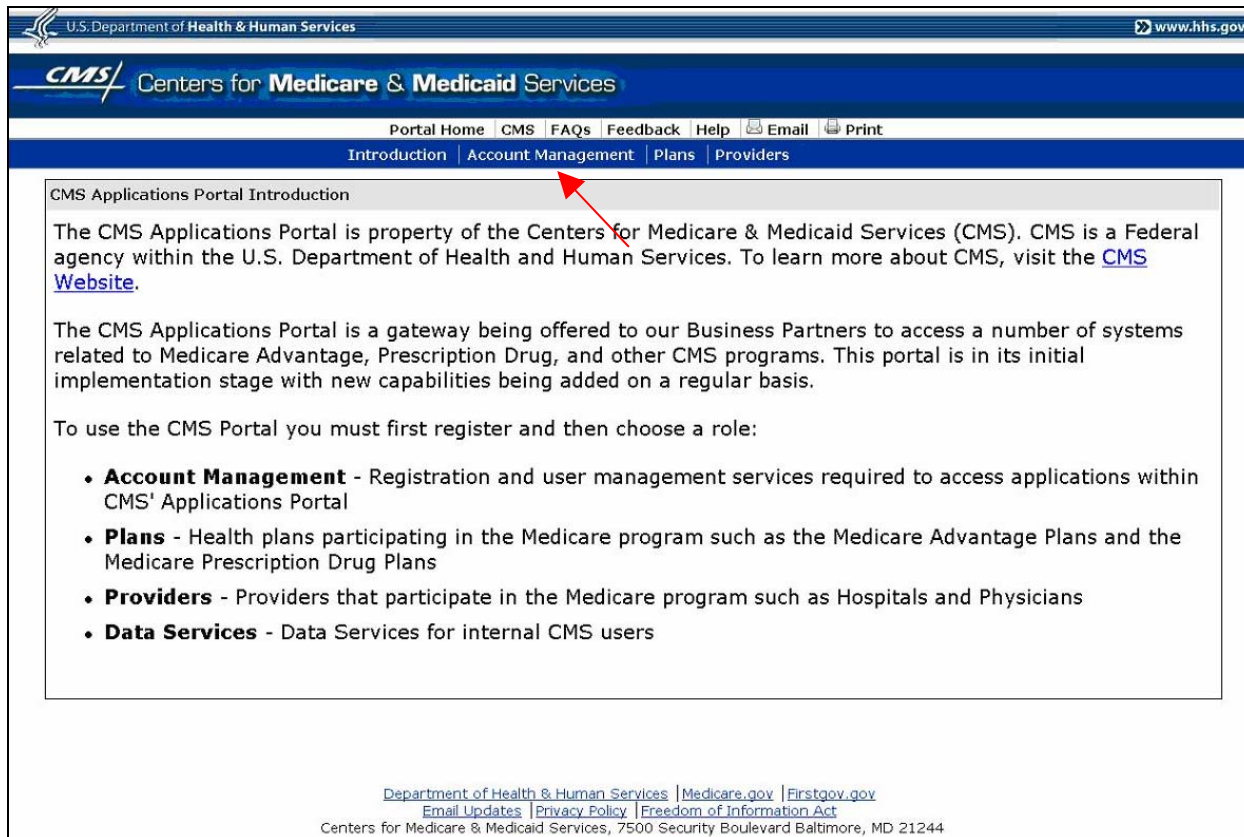 U.S. Department of Health & Human Services
www.hhs.gov
CMS Centers for Medicare & Medicaid Services
Portal Home CMS FAQs Feedback Help Email Print
Introduction Account Management Plans Providers
CMS Applications Portal Introduction
The CMS Applications Portal is property of the Centers for Medicare & Medicaid Services (CMS). CMS is a Federal
agency within the U.S. Department of Health and Human Services. To learn more about CMS, visit the CMS
Website.
The CMS Applications Portal is a gateway being offered to our Business Partners to access a number of systems
related to Medicare Advantage, Prescription Drug, and other CMS programs. This portal is in its initial
implementation stage with new capabilities being added on a regular basis.
To use the CMS Portal you must first register and then choose a role:
• Account Management - Registration and user management services required to access applications within
CMS' Applications Portal
• Plans - Health plans participating in the Medicare program such as the Medicare Advantage Plans and the
Medicare Prescription Drug Plans
• Providers - Providers that participate in the Medicare program such as Hospitals and Physicians
• Data Services - Data Services for internal CMS users
Department of Health & Human Services | Medicare.gov | Firstgov.gov
Email Updates | Privacy Policy | Freedom of Information Act
Centers for Medicare & Medicaid Services, 7500 Security Boulevard Baltimore, MD 21244